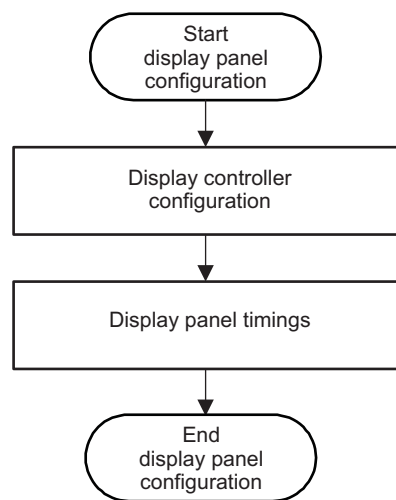 Start
display panel
configuration
Display controller
configuration
Display panel timings
End
display panel
configuration